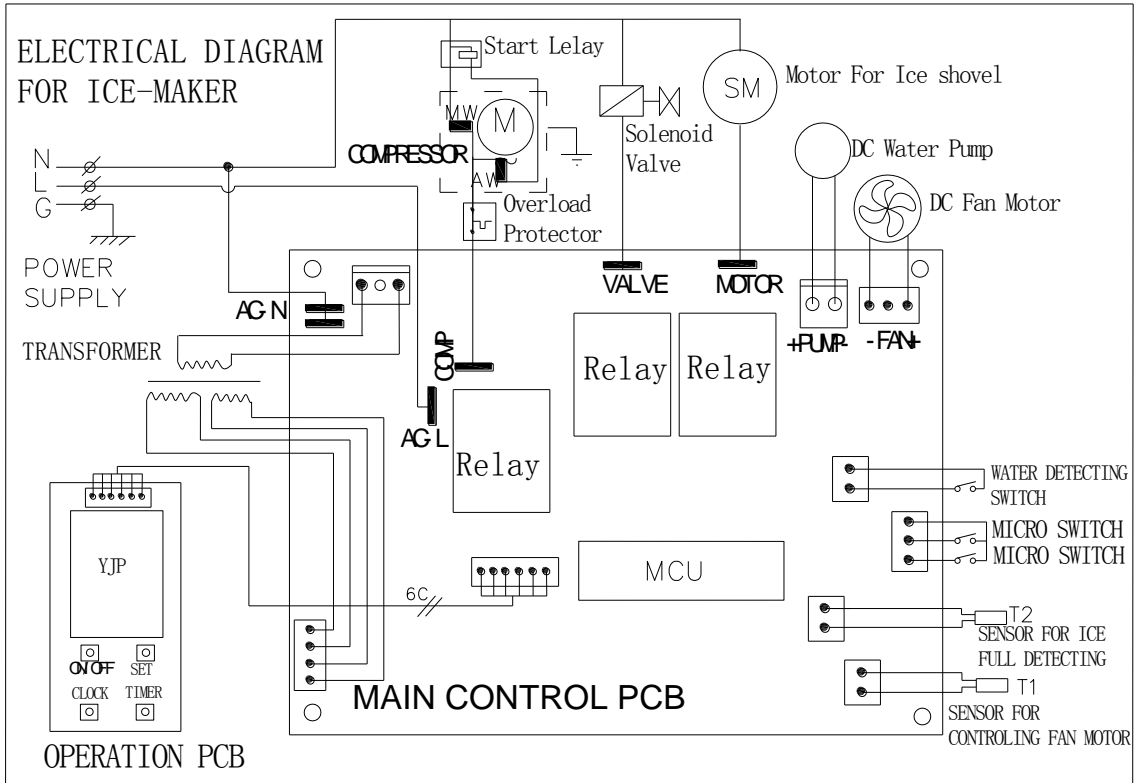 ELECTRICAL DIAGRAM
FOR ICE-MAKER
Start Lelay
SM
Motor For Ice shovel
MW
M
COMPRESSOR
AW
Solenoid
Valve
DC Water Pump
N
L
G
Overload
Protector
DC Fan Motor
POWER
SUPPLY
VALVE
MOTOR
AC-N
+PUMP-
-FAN+
TRANSFORMER
COMP
Relay
Relay
AC-L
Relay
WATER DETECTING
SWITCH
MICRO SWITCH
MICRO SWITCH
YJP
MCU
6C
T2
SENSOR FOR ICE
FULL DETECTING
ON/OFF
SET
CLOCK
TIMER
MAIN CONTROL PCB
T1
SENSOR FOR
CONTROLING FAN MOTOR
OPERATION PCB